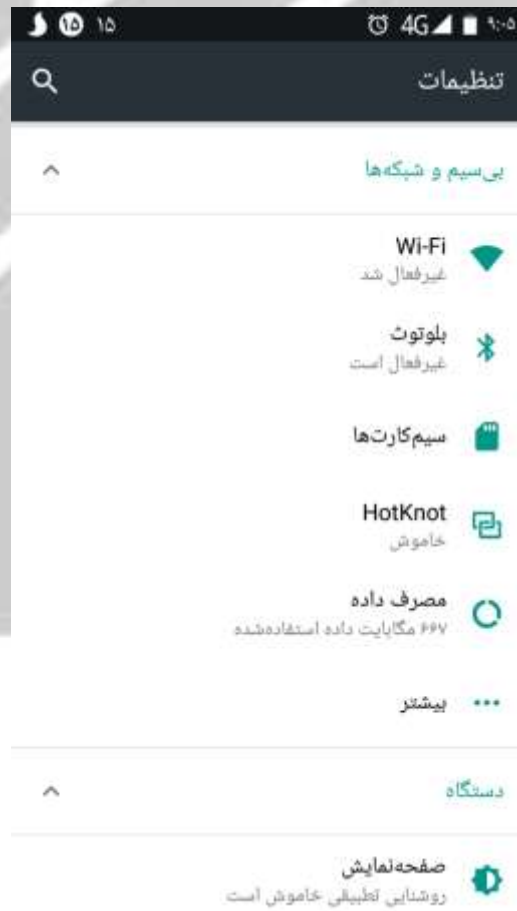 ۱۵ ۱۵ 4G ۹:۰۵
تنظیمات
بی‌سیم و شبکه‌ها
Wi-Fi
غیرفعال شد
بلوتوث
غیرفعال است
سیم‌کارت‌ها
HotKnot
خاموش
مصرف داده
۶۶۷ مگابایت داده استفاده‌شده
بیشتر
دستگاه
صفحه‌نمایش
روشنایی تطبیقی خاموش است